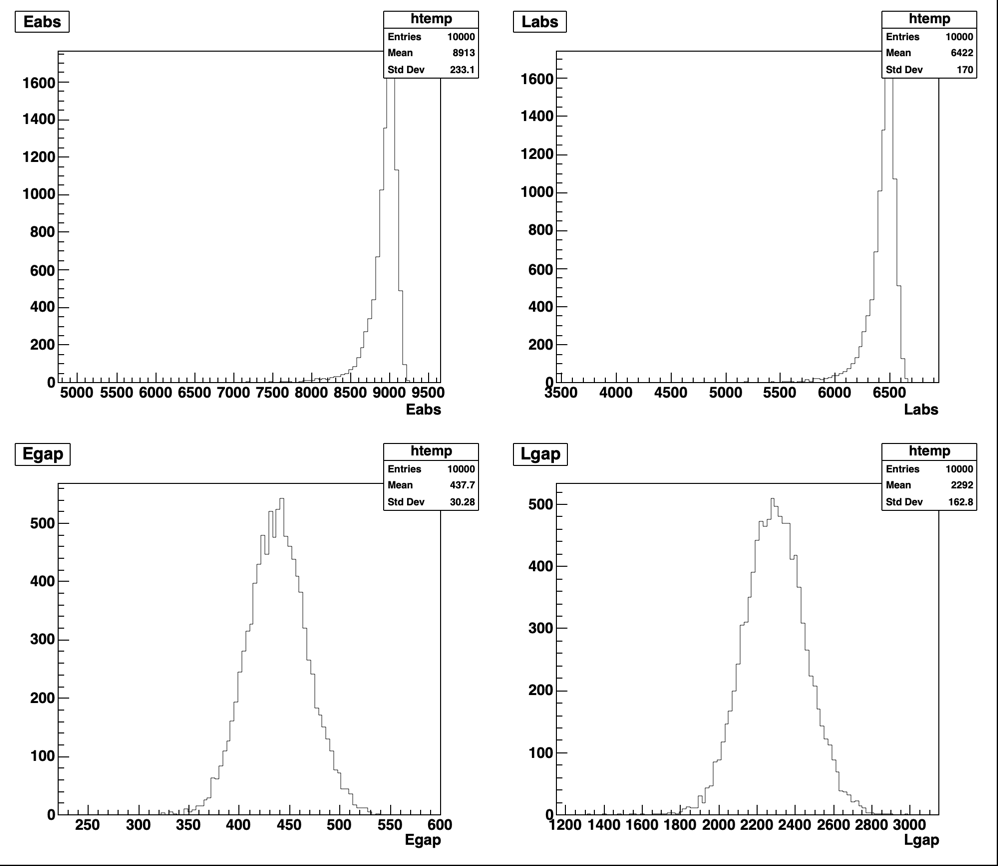 Eabs
htemp
Entries 10000
Mean 8913
Std Dev 233.1
1600
1400
1200
1000
800
600
400
200
0
5000 5500 6000 6500 7000 7500 8000 8500 9000 9500
Eabs
Labs
htemp
Entries 10000
Mean 6422
Std Dev 170
1600
1400
1200
1000
800
600
400
200
0
3500 4000 4500 5000 5500 6000 6500
Labs
Egap
htemp
Entries 10000
Mean 437.7
Std Dev 30.28
500
400
300
200
100
0
250 300 350 400 450 500 550 600
Egap
Lgap
htemp
Entries 10000
Mean 2292
Std Dev 162.8
500
400
300
200
100
0
1200 1400 1600 1800 2000 2200 2400 2600 2800 3000
Lgap